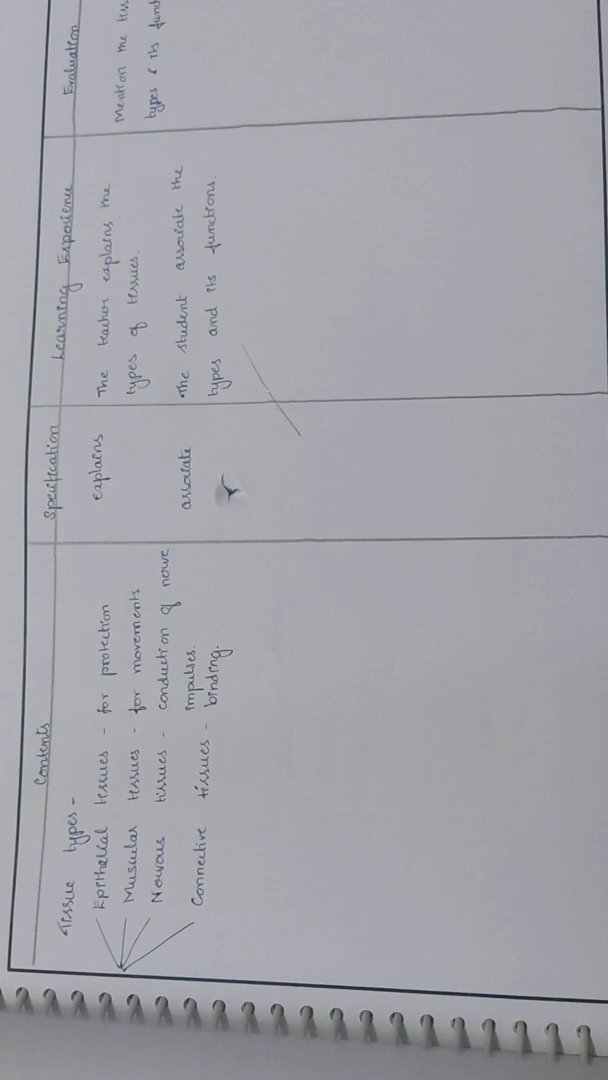 Contents
Tissue types -
Epithelial tissues - for protection
Muscular tissues - for movements
Nervous tissues - conduction of nerve
impulses.
Connective tissues - binding.
Specification
explains
associate
Learning Experience
The teacher explains the
types of tissues.
The student associate the
types and its functions.
Evaluation
Mention the
types & its